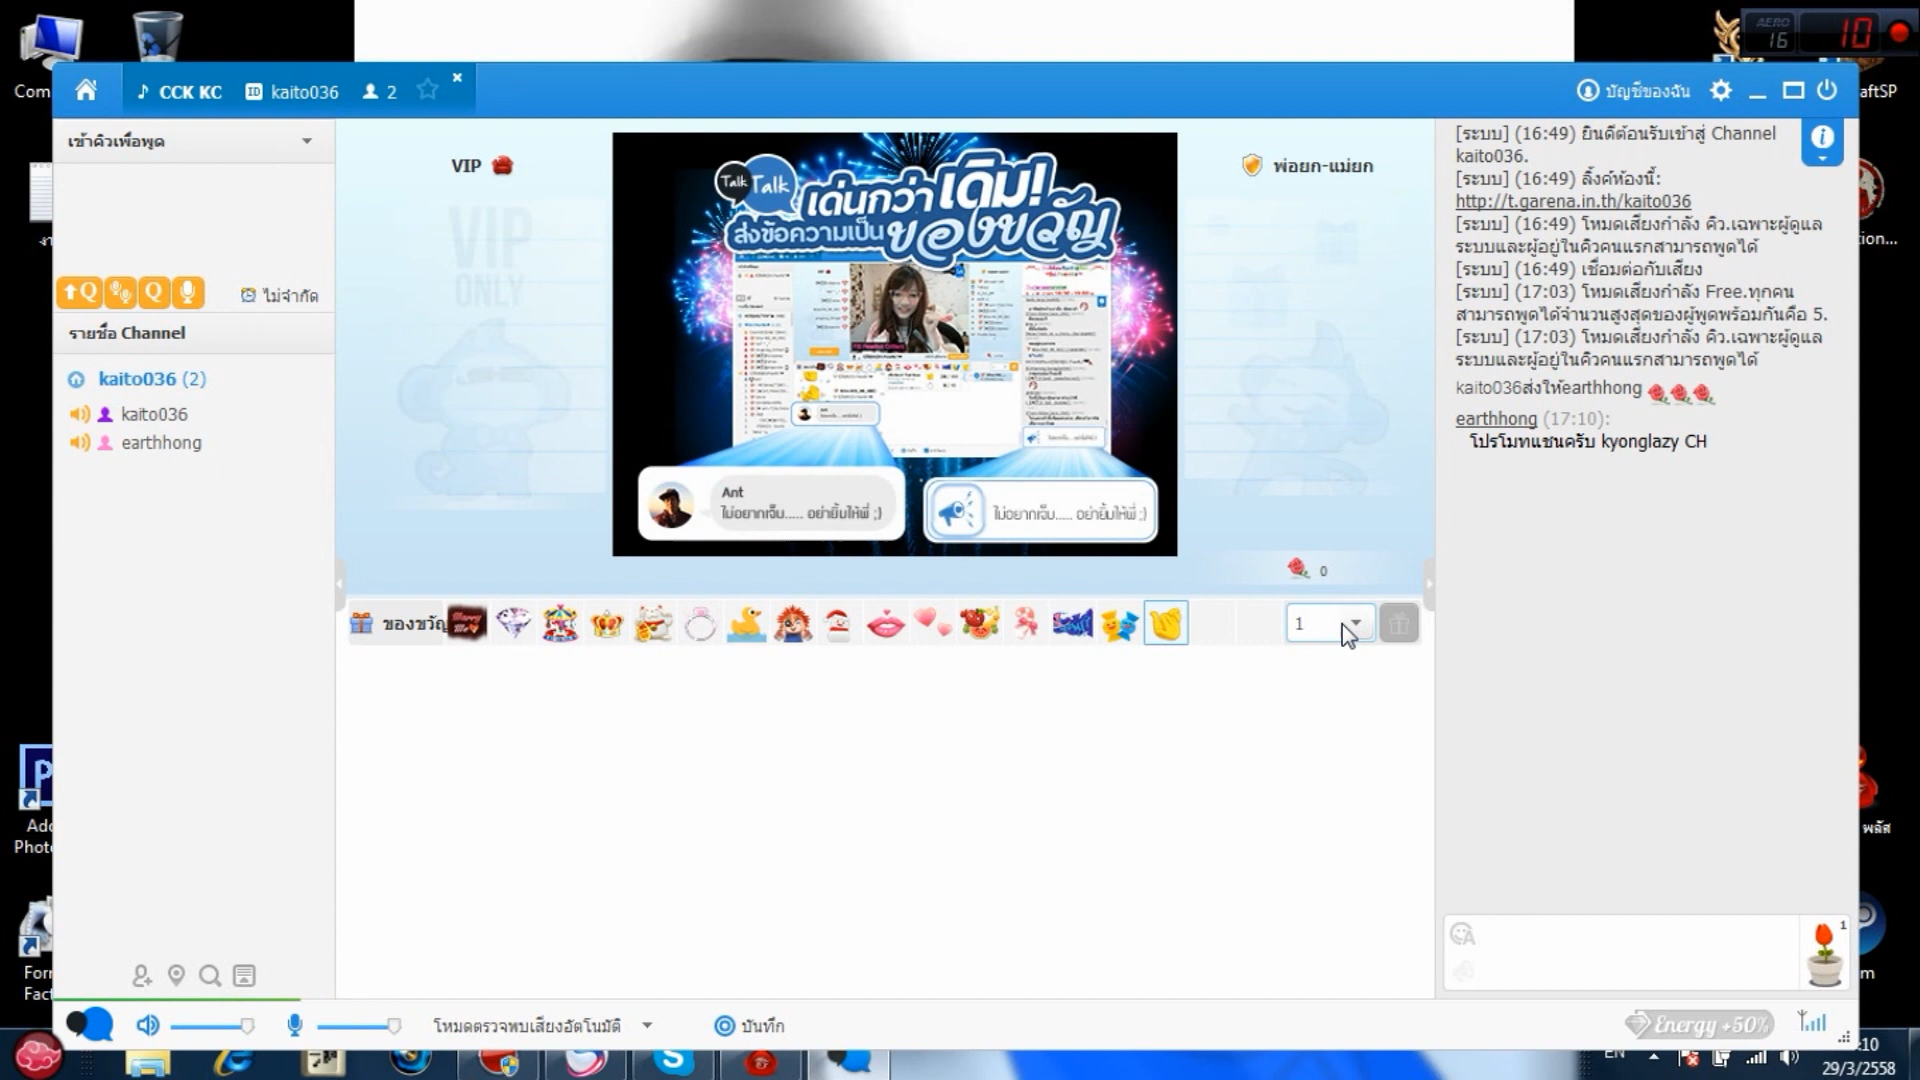 AERO
16
10
Com
aftSP
CCK KC
kaito036
2
บัญชีของฉัน
เข้าคิวเพื่อพูด
Q
Q
ไม่จำกัด
รายชื่อ Channel
kaito036 (2)
kaito036
earthhong
VIP
VIP
ONLY
พ่อยก-แม่ยก
Talk Talk
เด่นกว่าเดิม!
ส่งข้อความเป็นของขวัญ
Ant
ไม่อยากเจ็บ..... อย่ายิ้มให้พี่ ;)
ไม่อยากเจ็บ..... อย่ายิ้มให้พี่ ;)
0
ของขวัญ
1
[ระบบ] (16:49) ยินดีต้อนรับเข้าสู่ Channel
kaito036.
[ระบบ] (16:49) ลิ้งค์ห้องนี้:
http://t.garena.in.th/kaito036
[ระบบ] (16:49) โหมดเสียงกำลัง คิว.เฉพาะผู้ดูแล
ระบบและผู้อยู่ในคิวคนแรกสามารถพูดได้
[ระบบ] (16:49) เชื่อมต่อกับเสียง
[ระบบ] (17:03) โหมดเสียงกำลัง Free.ทุกคน
สามารถพูดได้จำนวนสูงสุดของผู้พูดพร้อมกันคือ 5.
[ระบบ] (17:03) โหมดเสียงกำลัง คิว.เฉพาะผู้ดูแล
ระบบและผู้อยู่ในคิวคนแรกสามารถพูดได้
kaito036ส่งให้earthhong
earthhong (17:10):
โปรโมทแชนครับ kyonglazy CH
ion...
พลัส
Ado
Photo
Forr
Fact
m
1
โหมดตรวจพบเสียงอัตโนมัติ
บันทึก
Energy +50%
EN
:10
29/3/2558